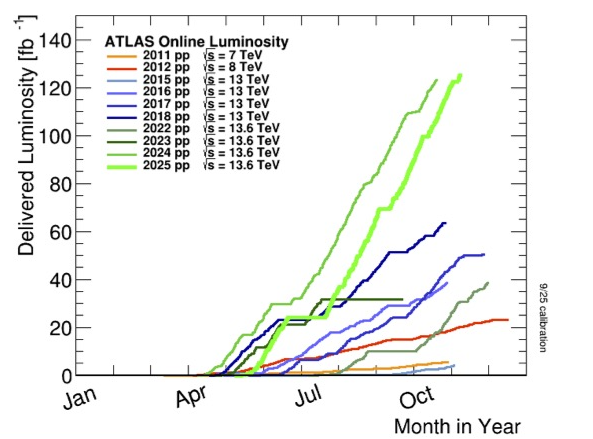 Delivered Luminosity [fb⁻¹]
140
120
100
80
60
40
20
0
ATLAS Online Luminosity
2011 pp √s = 7 TeV
2012 pp √s = 8 TeV
2015 pp √s = 13 TeV
2016 pp √s = 13 TeV
2017 pp √s = 13 TeV
2018 pp √s = 13 TeV
2022 pp √s = 13.6 TeV
2023 pp √s = 13.6 TeV
2024 pp √s = 13.6 TeV
2025 pp √s = 13.6 TeV
9/25 calibration
Jan Apr Jul Oct
Month in Year